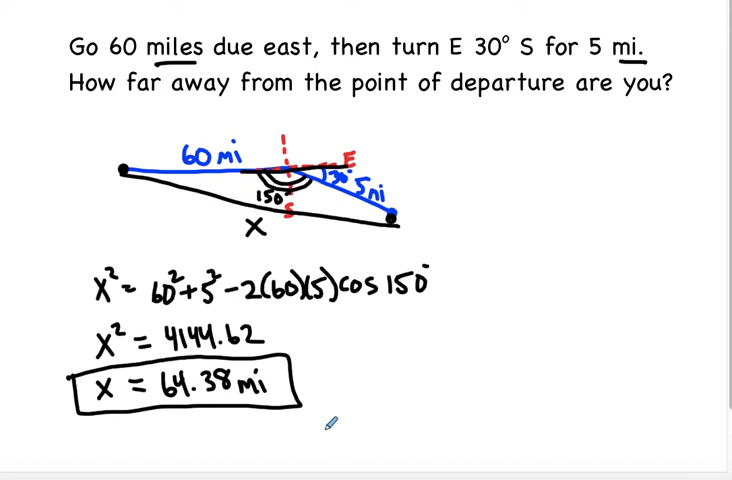 Go 60 miles due east, then turn E 30° S for 5 mi.
How far away from the point of departure are you?
60 mi
E
30°
5 mi
150°
S
X
x² = 60² + 5² - 2(60)(5) cos 150°
x² = 4144.62
x = 64.38 mi